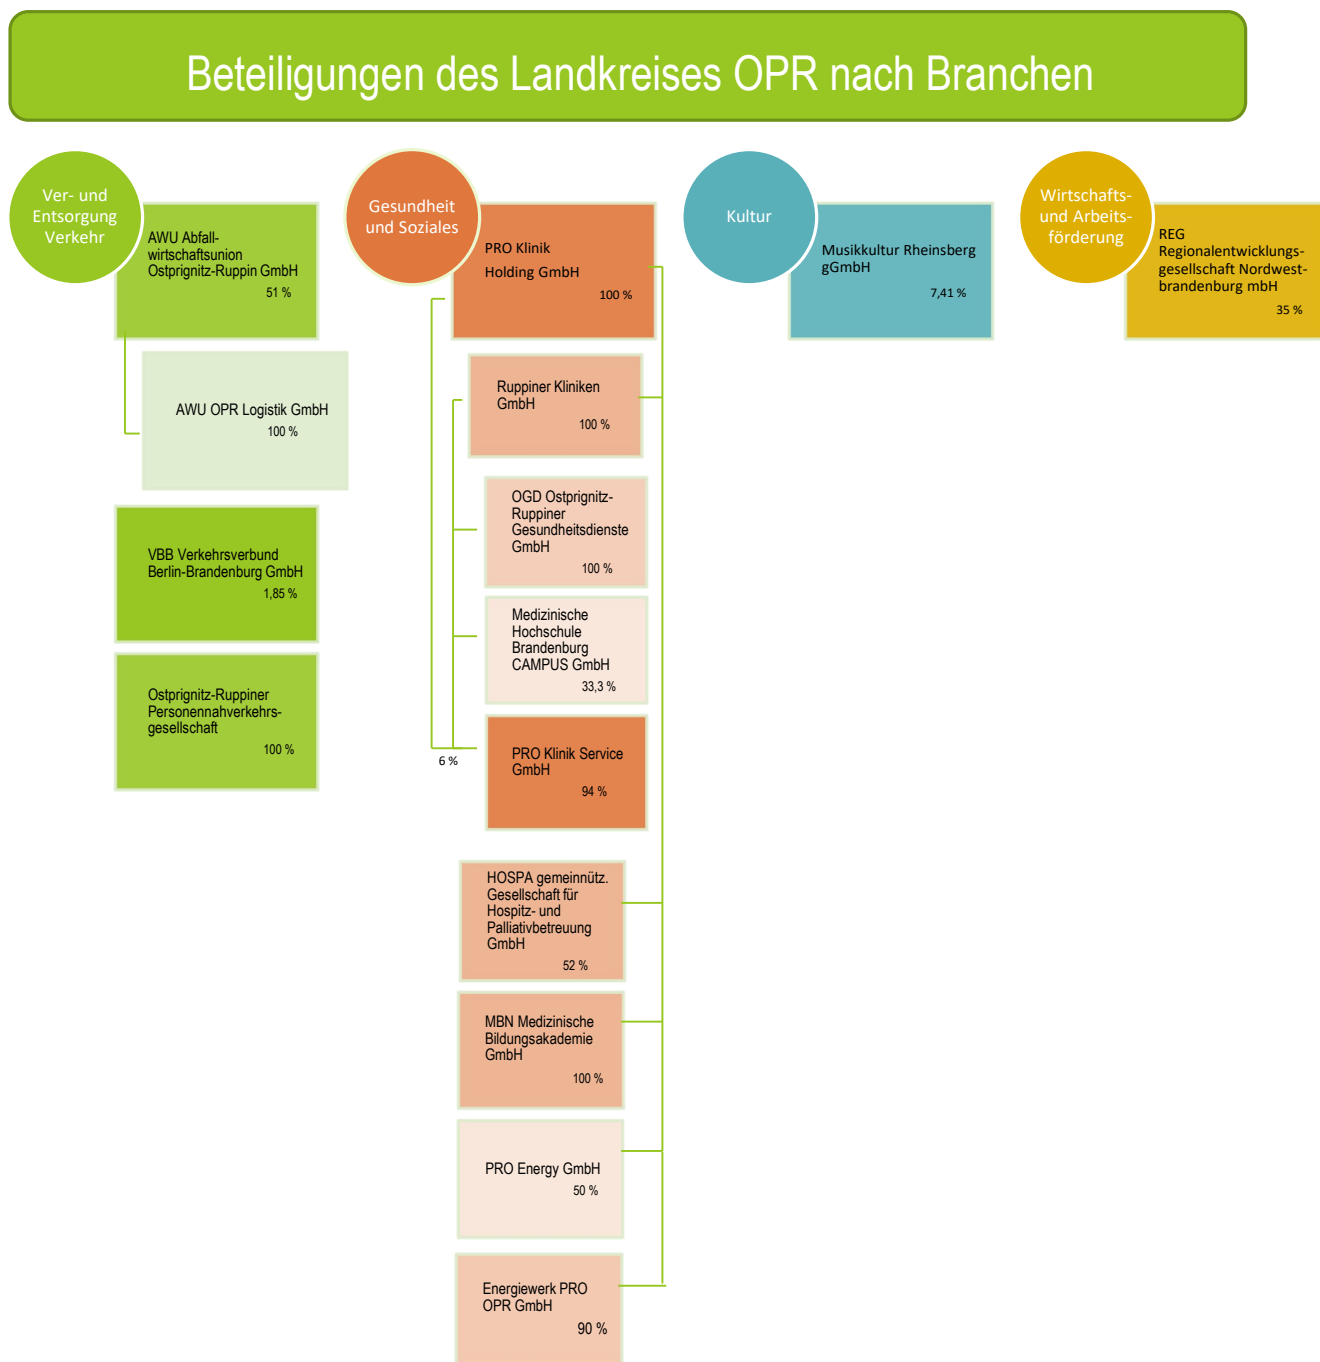 Beteiligungen des Landkreises OPR nach Branchen
Ver- und
Entsorgung
Verkehr
AWU Abfall-
wirtschaftsunion
Ostprignitz-Ruppin GmbH
51 %
AWU OPR Logistik GmbH
100 %
VBB Verkehrsverbund
Berlin-Brandenburg GmbH
1,85 %
Ostprignitz-Ruppiner
Personennahverkehrs-
gesellschaft
100 %
Gesundheit
und Soziales
PRO Klinik
Holding GmbH
100 %
Ruppiner Kliniken
GmbH
100 %
OGD Ostprignitz-
Ruppiner
Gesundheitsdienste
GmbH
100 %
Medizinische
Hochschule
Brandenburg
CAMPUS GmbH
33,3 %
6 %
PRO Klinik Service
GmbH
94 %
HOSPA gemeinnütz.
Gesellschaft für
Hospitz- und
Palliativbetreuung
GmbH
52 %
MBN Medizinische
Bildungsakademie
GmbH
100 %
PRO Energy GmbH
50 %
Energiewerk PRO
OPR GmbH
90 %
Kultur
Musikkultur Rheinsberg
gGmbH
7,41 %
Wirtschafts-
und Arbeits-
förderung
REG
Regionalentwicklungs-
gesellschaft Nordwest-
brandenburg mbH
35 %